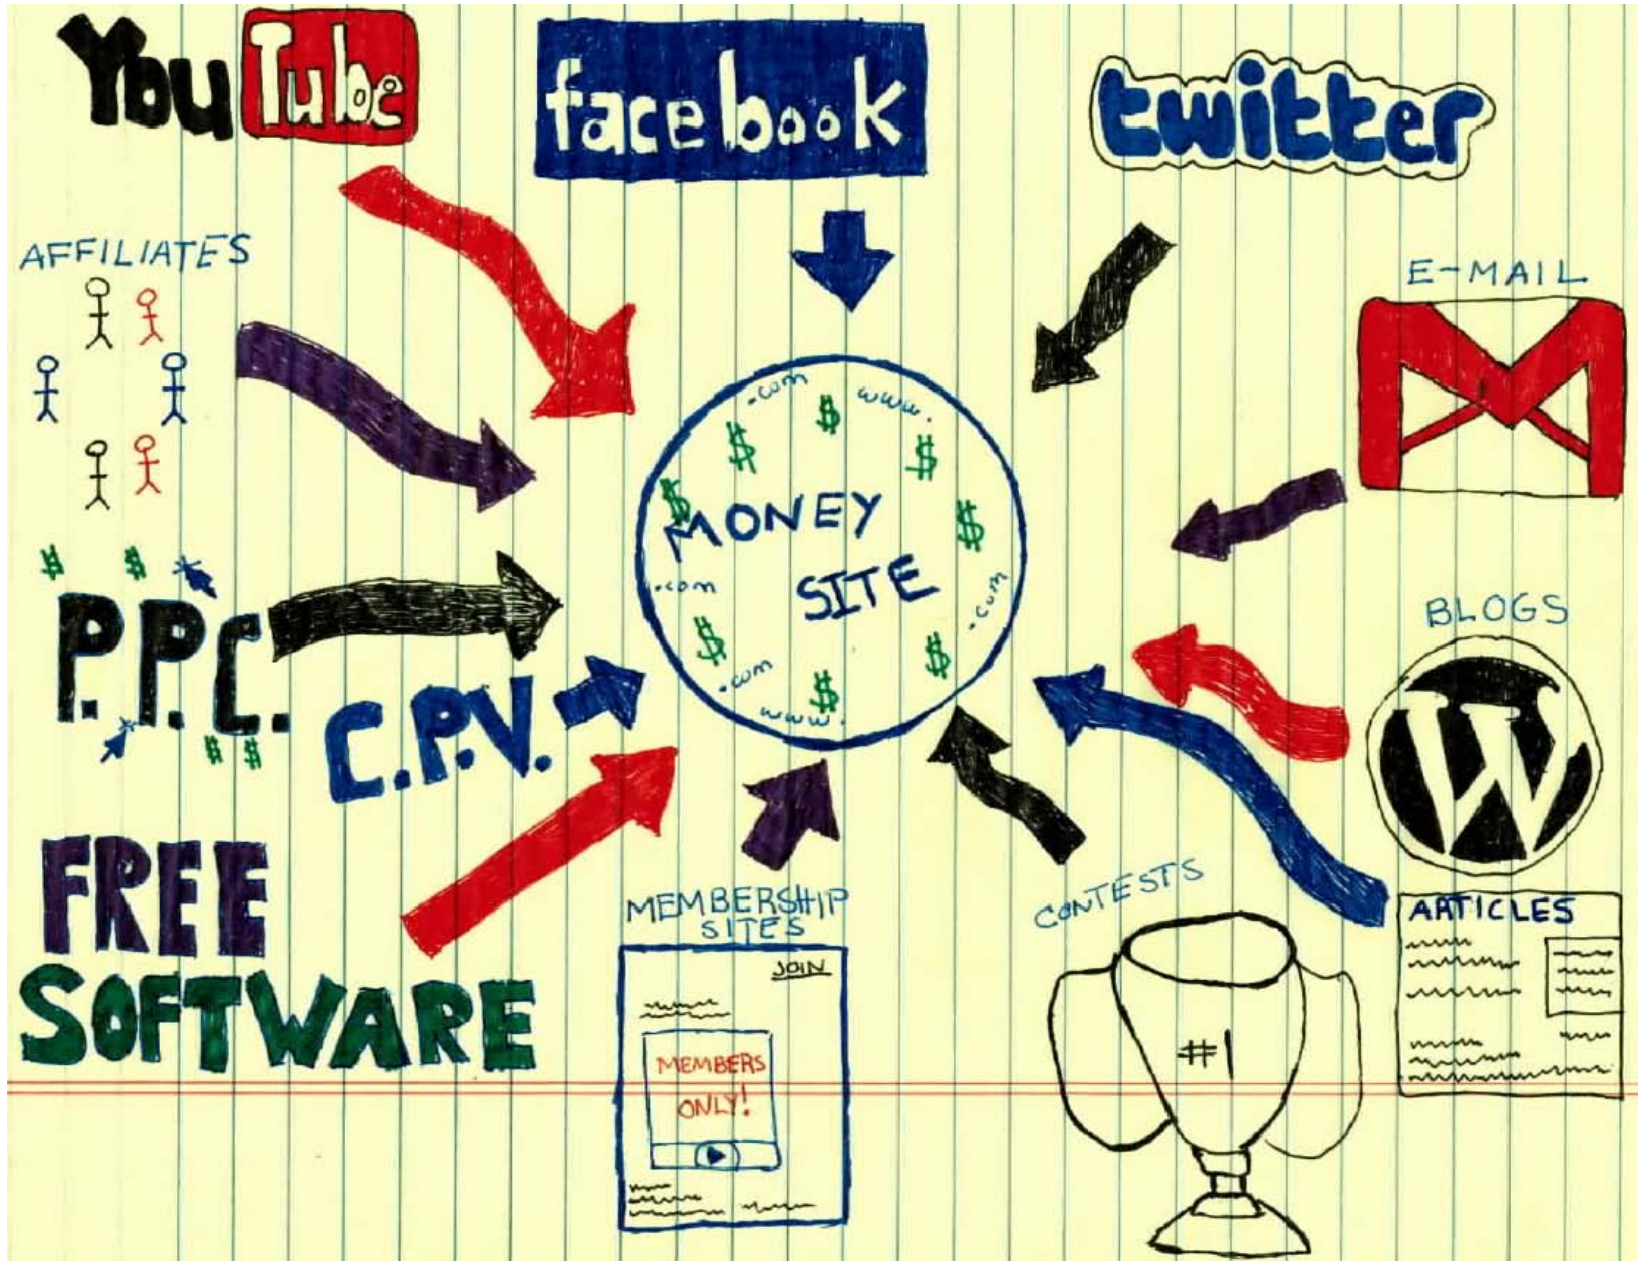 YouTube
facebook
twitter
AFFILIATES
E-MAIL
$ $
P.P.C.
$ $
C.P.V.
.com www.
$ $ $
$ $
MONEY
SITE
.com .com
$ $
.com $
www.
BLOGS
W
FREE
SOFTWARE
MEMBERSHIP
SITES
JOIN
MEMBERS
ONLY!
CONTESTS
#1
ARTICLES